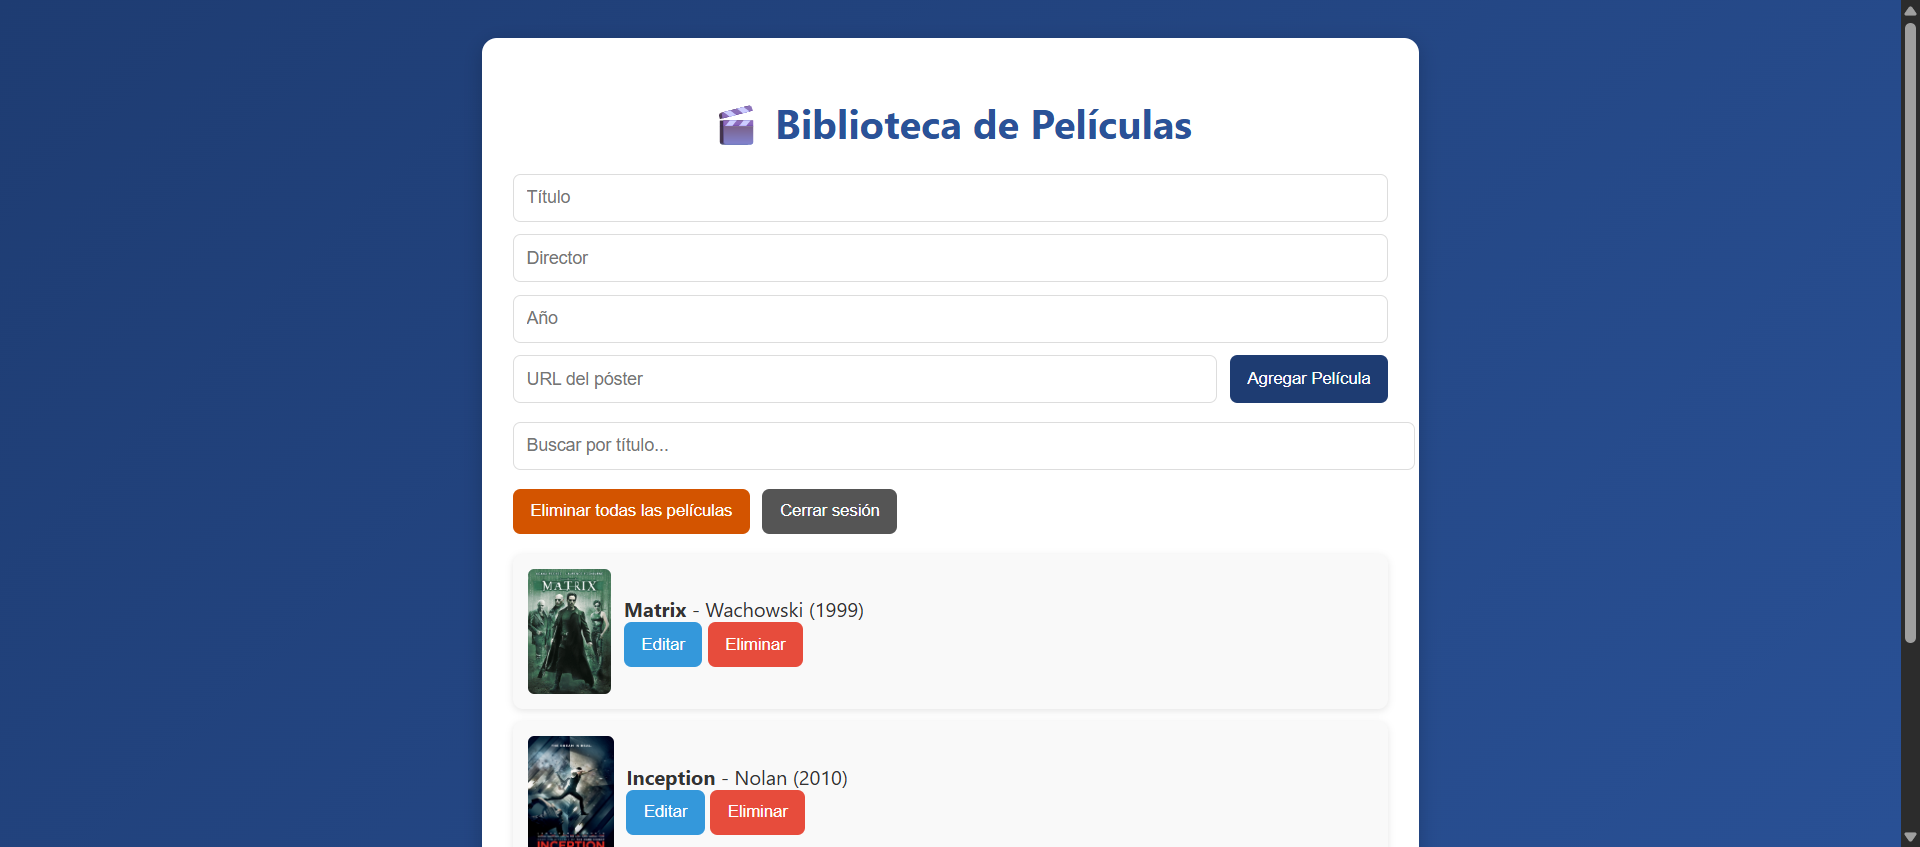 Biblioteca de Películas
Título
Director
Año
URL del póster
Agregar Película
Buscar por título...
Eliminar todas las películas
Cerrar sesión
MATRIX
Matrix - Wachowski (1999)
Editar
Eliminar
Inception - Nolan (2010)
Editar
Eliminar
INCEPTION